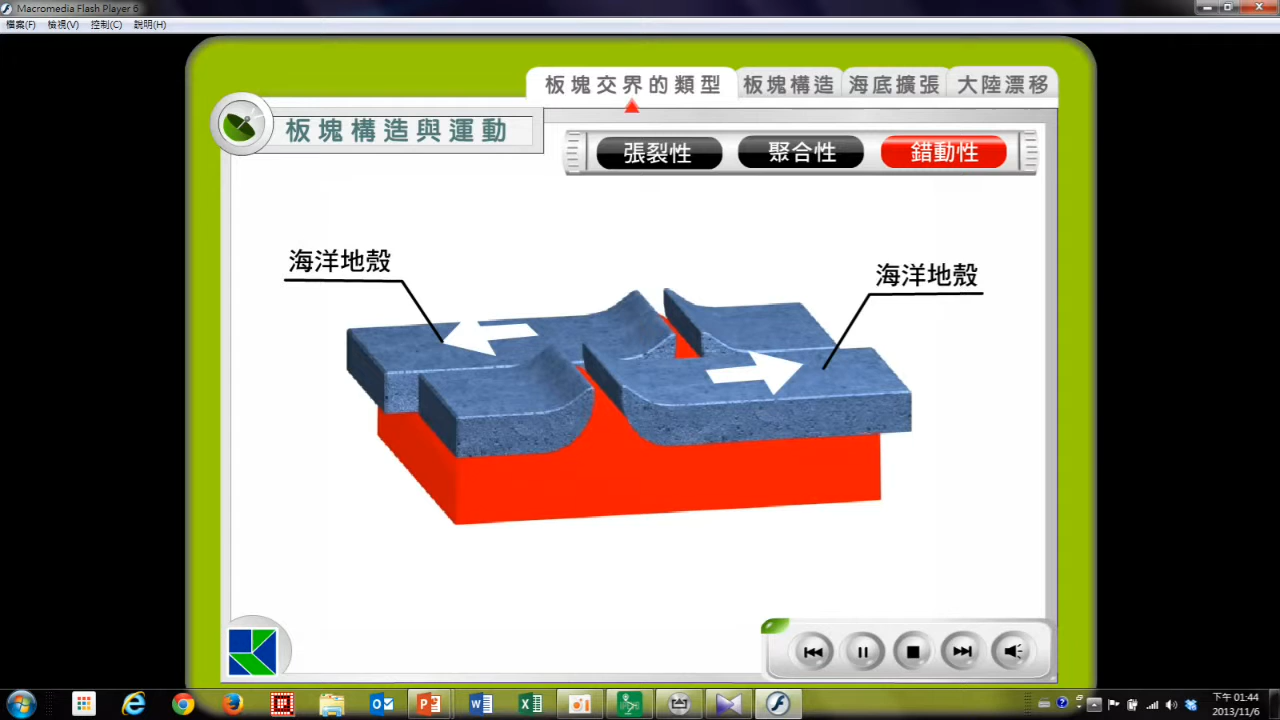 Macromedia Flash Player 6
檔案(F) 檢視(V) 控制(C) 說明(H)
板塊交界的類型 板塊構造 海底擴張 大陸漂移
板塊構造與運動
張裂性 聚合性 錯動性
海洋地殼
海洋地殼
下午 01:44
2013/11/6